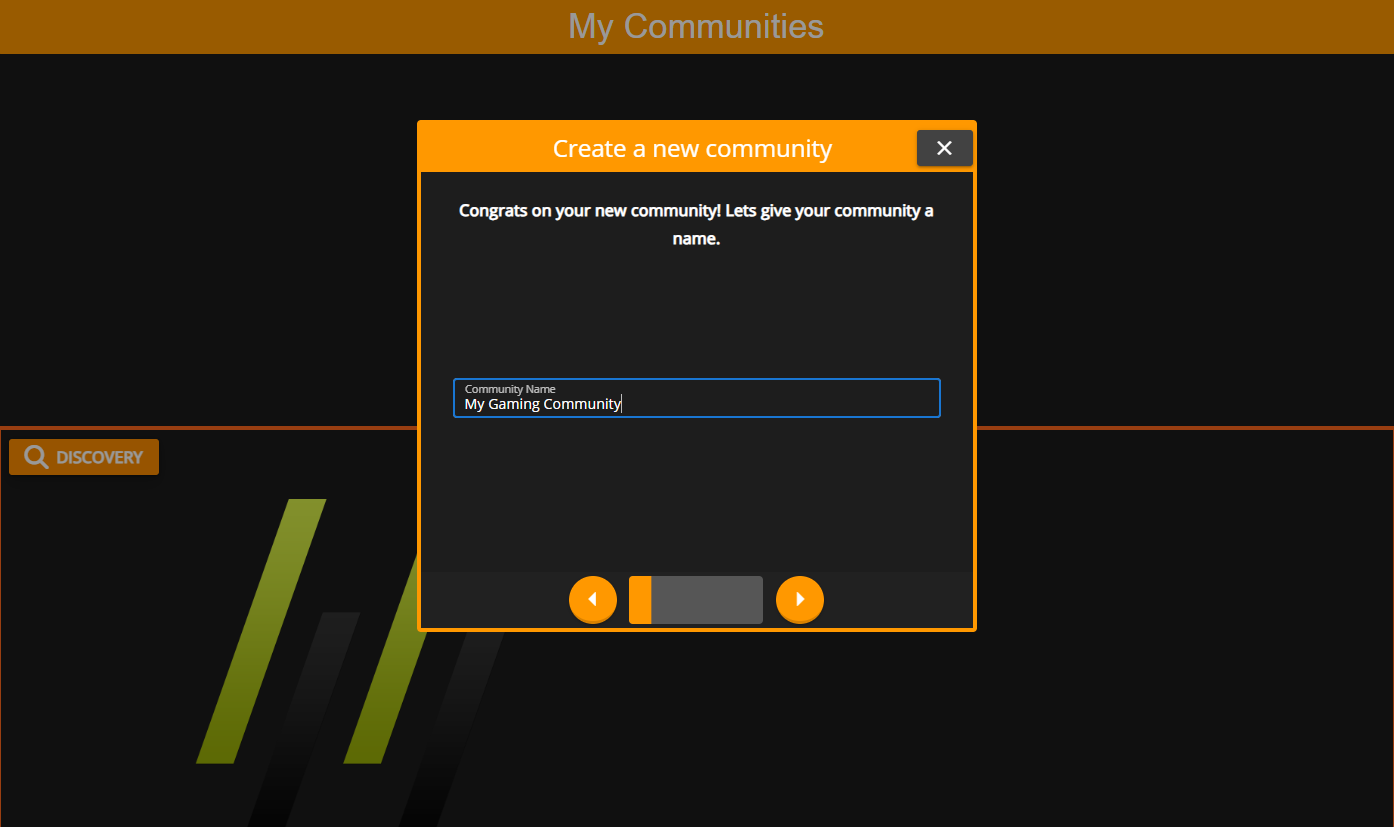 My Communities
Create a new community
Congrats on your new community! Lets give your community a
name.
Community Name
My Gaming Community
DISCOVERY